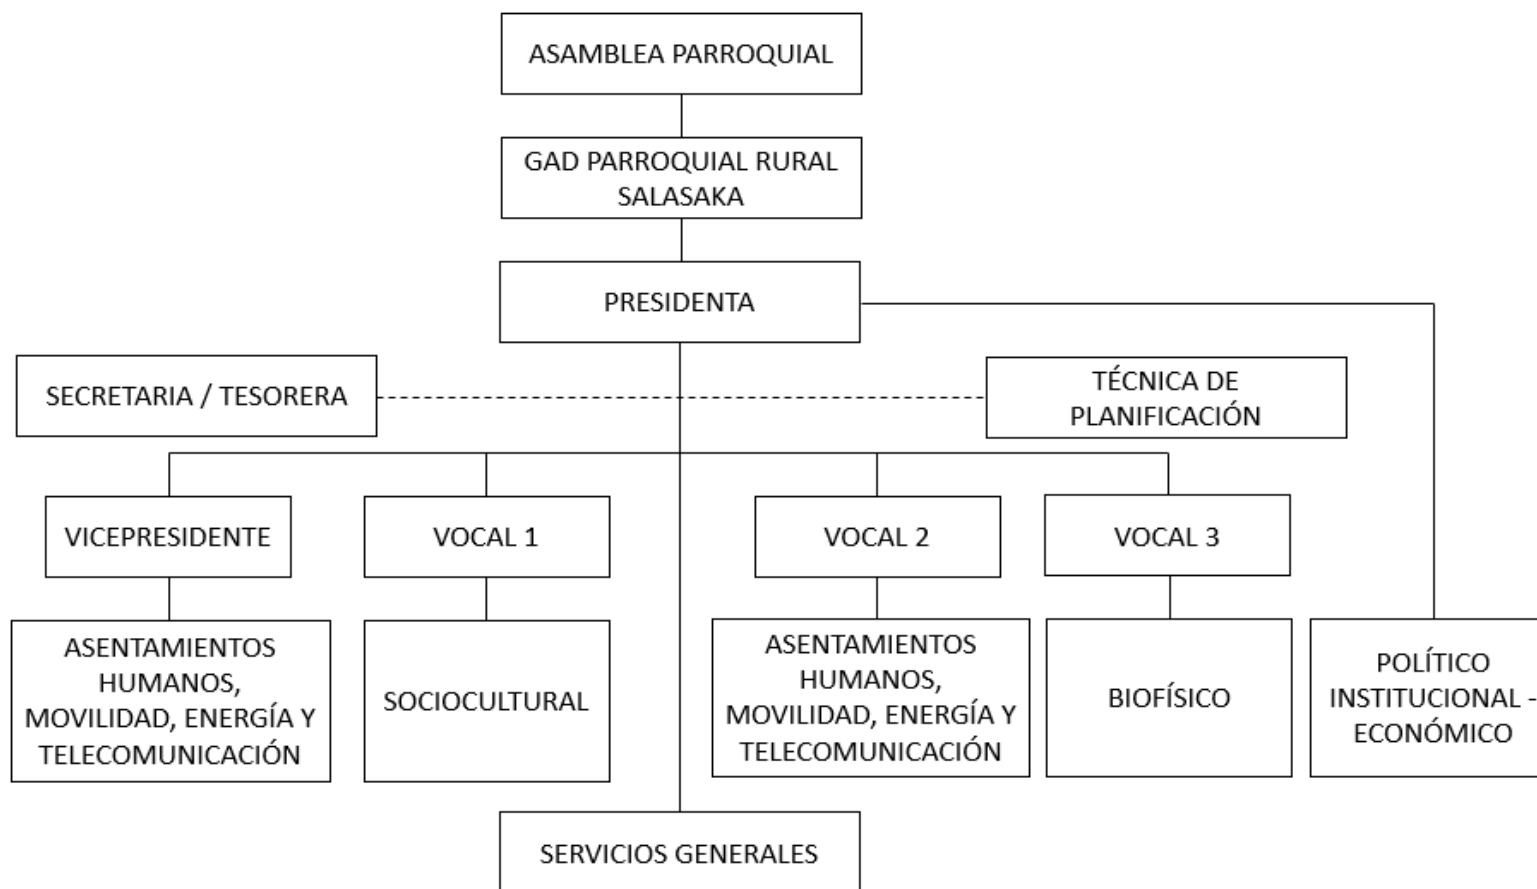 ASAMBLEA PARROQUIAL
GAD PARROQUIAL RURAL
SALASAKA
PRESIDENTA
SECRETARIA / TESORERA
TÉCNICA DE
PLANIFICACIÓN
VICEPRESIDENTE
VOCAL 1
VOCAL 2
VOCAL 3
ASENTAMIENTOS
HUMANOS,
MOVILIDAD, ENERGÍA Y
TELECOMUNICACIÓN
SOCIOCULTURAL
ASENTAMIENTOS
HUMANOS,
MOVILIDAD, ENERGÍA Y
TELECOMUNICACIÓN
BIOFÍSICO
POLÍTICO
INSTITUCIONAL -
ECONÓMICO
SERVICIOS GENERALES